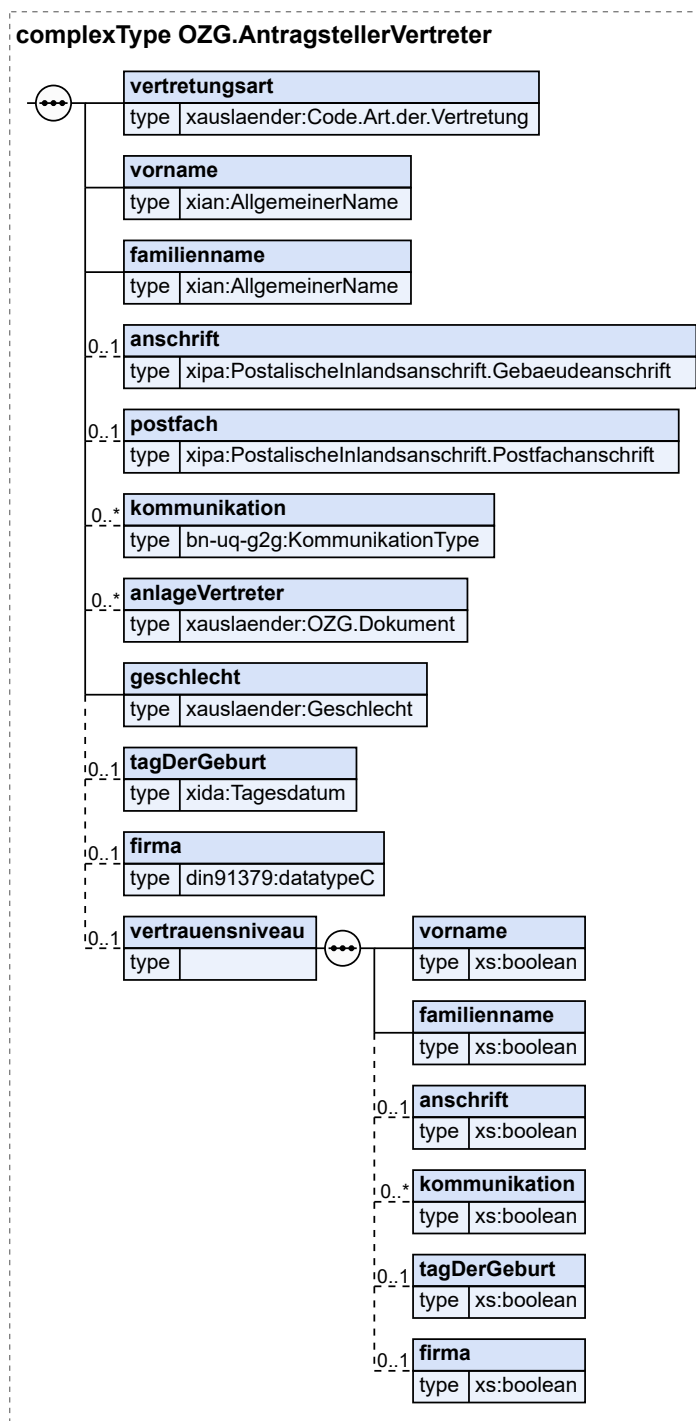 complexType OZG.AntragstellerVertreter
vertretungsart
type xauslaender:Code.Art.der.Vertretung
vorname
type xian:AllgemeinerName
familienname
type xian:AllgemeinerName
0..1 anschrift
type xipa:PostalischeInlandsanschrift.Gebaeudeanschrift
0..1 postfach
type xipa:PostalischeInlandsanschrift.Postfachanschrift
0..* kommunikation
type bn-uq-g2g:KommunikationType
0..* anlageVertreter
type xauslaender:OZG.Dokument
geschlecht
type xauslaender:Geschlecht
0..1 tagDerGeburt
type xida:Tagesdatum
0..1 firma
type din91379:datatypeC
0..1 vertrauensniveau
type
vorname
type xs:boolean
familienname
type xs:boolean
0..1 anschrift
type xs:boolean
0..* kommunikation
type xs:boolean
0..1 tagDerGeburt
type xs:boolean
0..1 firma
type xs:boolean